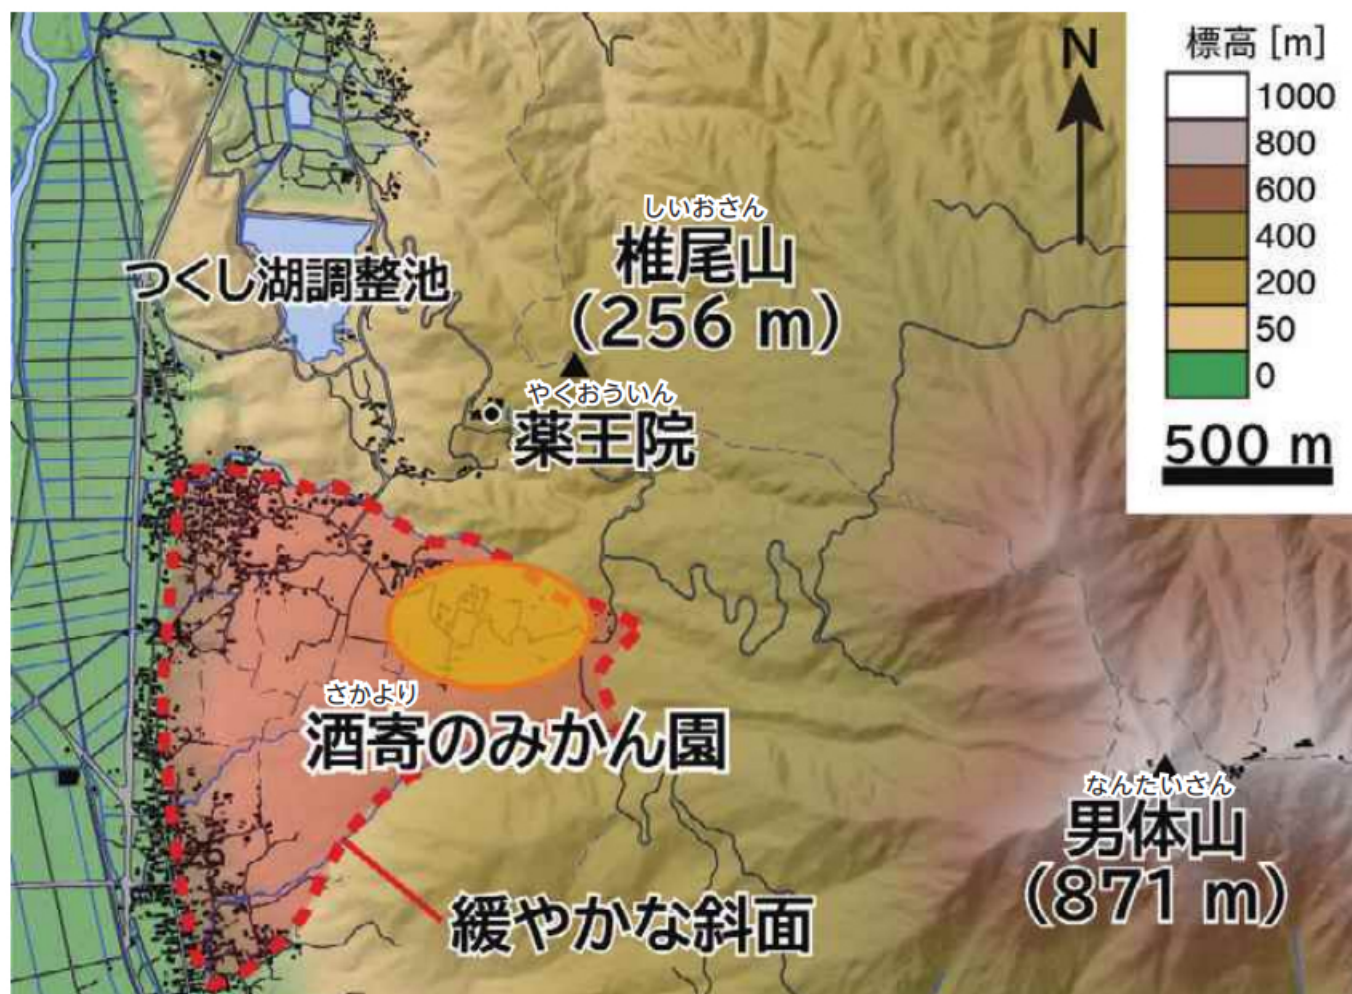 N
標高 [m]
1000
800
600
400
200
50
0
500 m
しいおさん
椎尾山
(256 m)
つくし湖調整池
やくおういん
薬王院
さかより
酒寄のみかん園
なんたいさん
男体山
(871 m)
緩やかな斜面